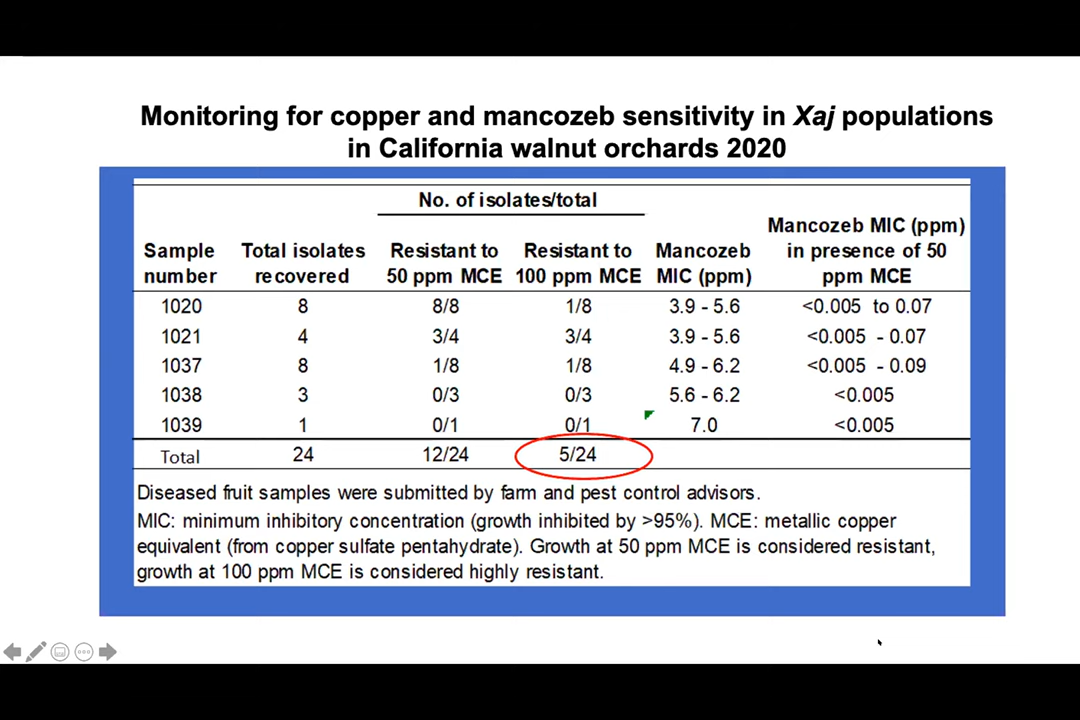 Monitoring for copper and mancozeb sensitivity in Xaj populations
in California walnut orchards 2020
No. of isolates/total
Sample number Total isolates recovered Resistant to 50 ppm MCE Resistant to 100 ppm MCE Mancozeb MIC (ppm) Mancozeb MIC (ppm) in presence of 50 ppm MCE
1020 8 8/8 1/8 3.9 - 5.6 <0.005 to 0.07
1021 4 3/4 3/4 3.9 - 5.6 <0.005 - 0.07
1037 8 1/8 1/8 4.9 - 6.2 <0.005 - 0.09
1038 3 0/3 0/3 5.6 - 6.2 <0.005
1039 1 0/1 0/1 7.0 <0.005
Total 24 12/24 5/24
Diseased fruit samples were submitted by farm and pest control advisors.
MIC: minimum inhibitory concentration (growth inhibited by >95%). MCE: metallic copper
equivalent (from copper sulfate pentahydrate). Growth at 50 ppm MCE is considered resistant,
growth at 100 ppm MCE is considered highly resistant.